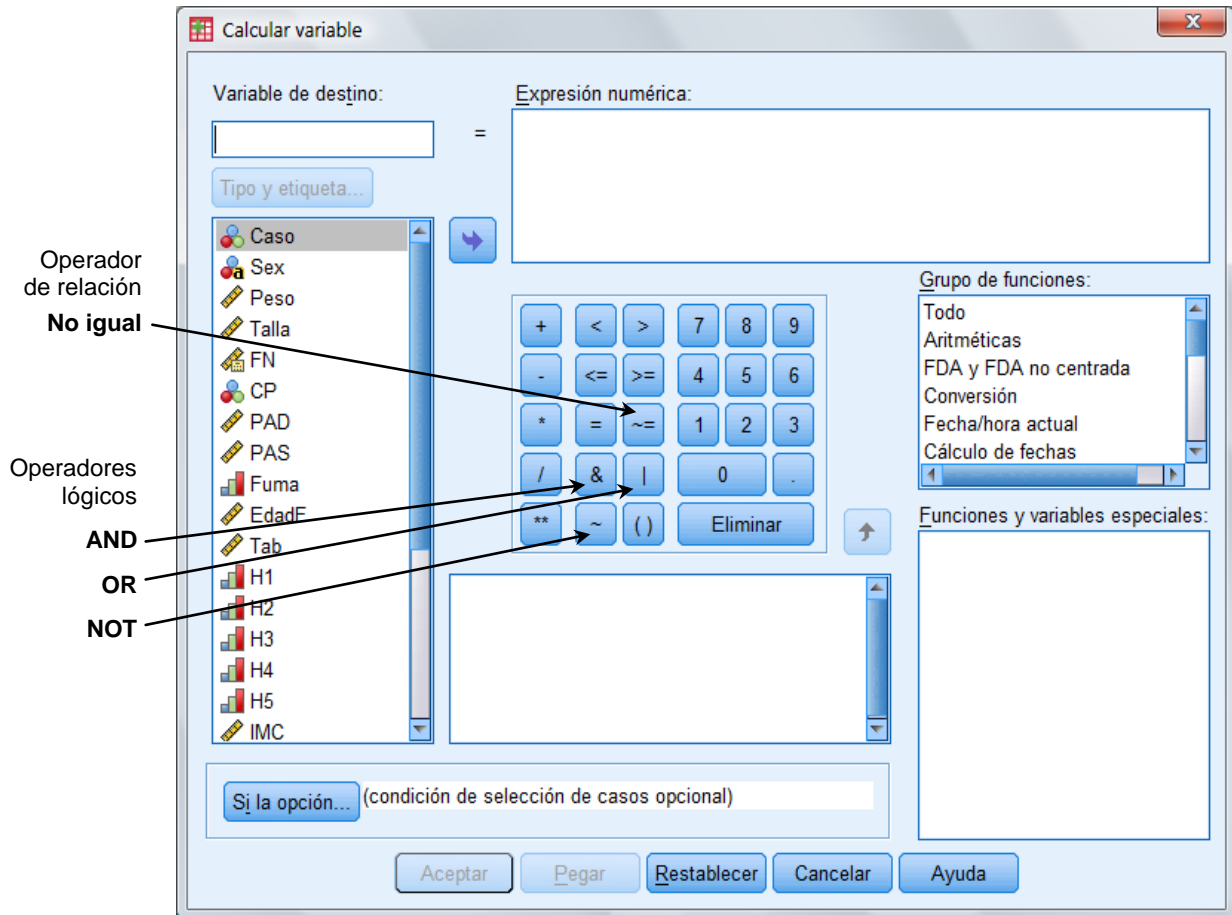 Calcular variable
x
Variable de destino:
=
Expresión numérica:
Tipo y etiqueta...
Caso
a Sex
Peso
Talla
FN
CP
PAD
PAS
Fuma
EdadF
Tab
H1
H2
H3
H4
H5
IMC
Operador
de relación
No igual
Operadores
lógicos
AND
OR
NOT
+ < > 7 8 9
- <= >= 4 5 6
* = ~= 1 2 3
/ & | 0 .
** ~ ( ) Eliminar
Grupo de funciones:
Todo
Aritméticas
FDA y FDA no centrada
Conversión
Fecha/hora actual
Cálculo de fechas
Funciones y variables especiales:
Si la opción... (condición de selección de casos opcional)
Aceptar Pegar Restablecer Cancelar Ayuda